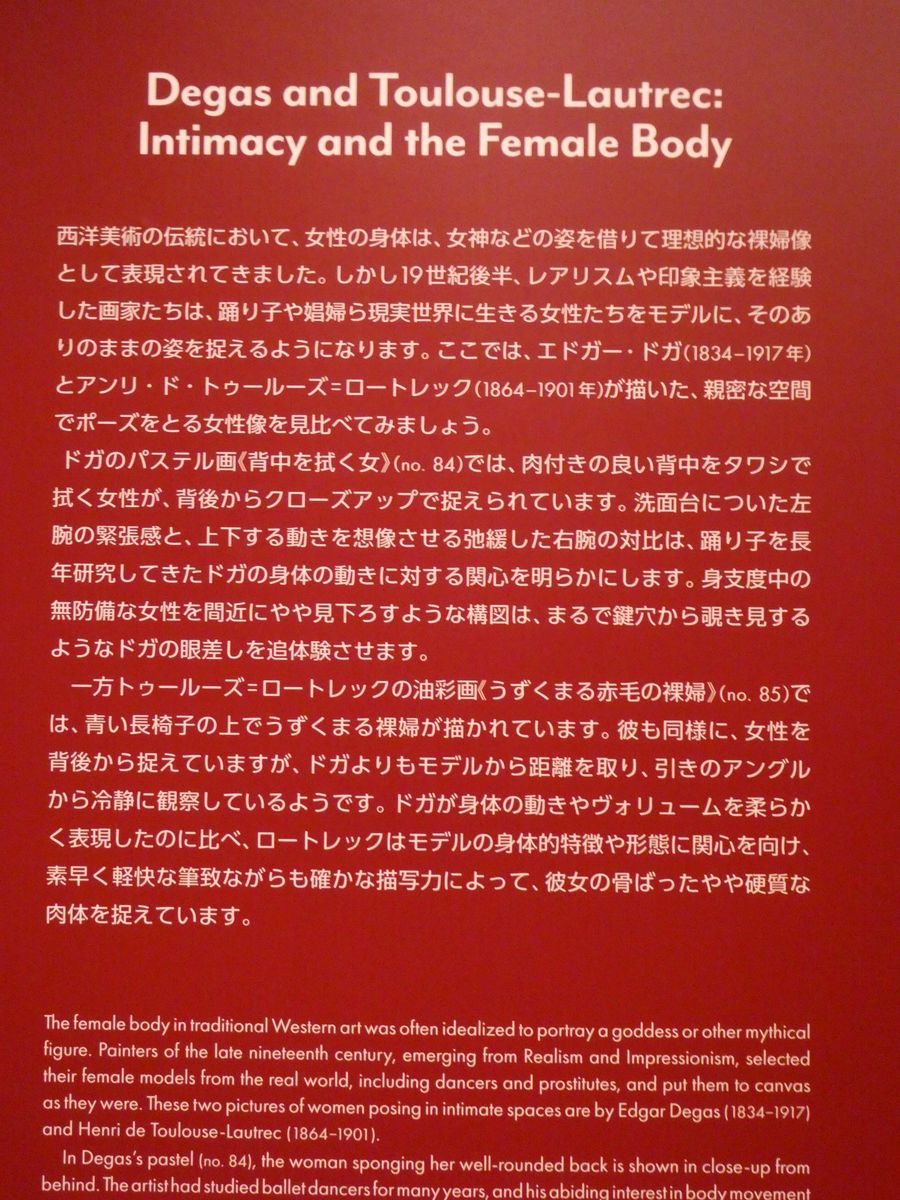 Degas and Toulouse-Lautrec:
Intimacy and the Female Body
西洋美術の伝統において、女性の身体は、女神などの姿を借りて理想的な裸婦像
として表現されてきました。しかし19世紀後半、レアリスムや印象主義を経験
した画家たちは、踊り子や娼婦ら現実世界に生きる女性たちをモデルに、そのあ
りのままの姿を捉えるようになります。ここでは、エドガー・ドガ(1834–1917年)
とアンリ・ド・トゥールーズ=ロートレック(1864–1901年)が描いた、親密な空間
でポーズをとる女性像を見比べてみましょう。
ドガのパステル画《背中を拭く女》(no. 84)では、肉付きの良い背中をタワシで
拭く女性が、背後からクローズアップで捉えられています。洗面台についた左
腕の緊張感と、上下する動きを想像させる弛緩した右腕の対比は、踊り子を長
年研究してきたドガの身体の動きに対する関心を明らかにします。身支度中の
無防備な女性を間近にやや見下ろすような構図は、まるで鍵穴から覗き見する
ようなドガの眼差しを追体験させます。
一方トゥールーズ=ロートレックの油彩画《うずくまる赤毛の裸婦》(no. 85)で
は、青い長椅子の上でうずくまる裸婦が描かれています。彼も同様に、女性を
背後から捉えていますが、ドガよりもモデルから距離を取り、引きのアングル
から冷静に観察しているようです。ドガが身体の動きやヴォリュームを柔らか
く表現したのに比べ、ロートレックはモデルの身体的特徴や形態に関心を向け、
素早く軽快な筆致ながらも確かな描写力によって、彼女の骨ばったやや硬質な
肉体を捉えています。
The female body in traditional Western art was often idealized to portray a goddess or other mythical
figure. Painters of the late nineteenth century, emerging from Realism and Impressionism, selected
their female models from the real world, including dancers and prostitutes, and put them to canvas
as they were. These two pictures of women posing in intimate spaces are by Edgar Degas (1834–1917)
and Henri de Toulouse-Lautrec (1864–1901).
In Degas's pastel (no. 84), the woman sponging her well-rounded back is shown in close-up from
behind. The artist had studied ballet dancers for many years, and his abiding interest in body movement